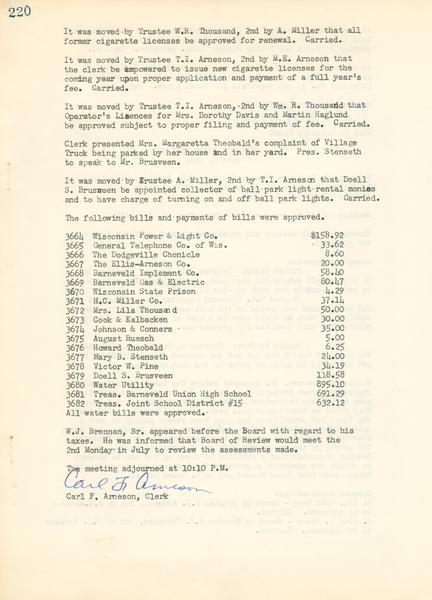 220
It was moved by Trustee W.R. Thousand, 2nd by A. Miller that all
former cigarette licenses be approved for renewal. Carried.
It was moved by Trustee T.I. Arneson, 2nd by M.E. Arneson that
the clerk be empowered to issue new cigarette licenses for the
coming year upon proper application and payment of a full year's
fee. Carried.
It was moved by Trustee T.I. Arneson, 2nd by Wm. R. Thousand that
Operator's Liscences for Mrs. Dorothy Davis and Martin Haglund
be approved subject to proper filing and payment of fee. Carried.
Clerk presented Mrs. Margaretta Theobald's complaint of Village
Truck being parked by her house and in her yard. Pres. Stenseth
to speak to Mr. Brusveen.
It was moved by Trustee A. Miller, 2nd by T.I. Arneson that Doell
S. Brusveen be appointed collector of ball park light rental monies
and to have charge of turning on and off ball park lights. Carried.
The following bills and payments of bills were approved.
3664 Wisconsin Power & Light Co. $158.92
3665 General Telephone Co. of Wis. 33.62
3666 The Dodgeville Chonicle 8.60
3667 The Ellis-Arneson Co. 20.00
3668 Barneveld Implement Co. 58.40
3669 Barneveld Gas & Electric 80.47
3670 Wisconsin State Prison 4.29
3671 H.C. Miller Co. 37.14
3672 Mrs. Lila Thousand 50.00
3673 Cook & Kalbacken 30.00
3674 Johnson & Conners 35.00
3675 August Ruesch 5.00
3676 Howard Theobald 6.25
3677 Mary B. Stenseth 24.00
3678 Victor W. Pine 34.19
3679 Doell S. Brusveen 118.58
3680 Water Utility 895.10
3681 Treas. Barneveld Union High School 691.29
3682 Treas. Joint School District #15 632.12
All water bills were approved.
W.J. Brennan, Sr. appeared before the Board with regard to his
taxes. He was informed that Board of Review would meet the
2nd Monday in July to review the assessments made.
The meeting adjourned at 10:10 P.M.
Carl F. Arneson
Carl F. Arneson, Clerk